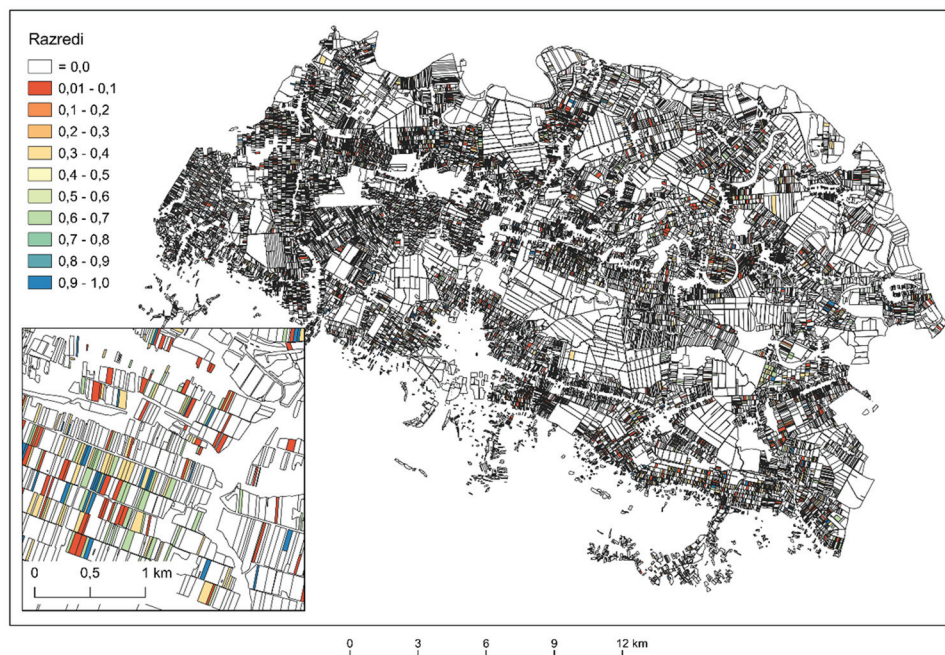 Razredi
= 0,0
0,01 - 0,1
0,1 - 0,2
0,2 - 0,3
0,3 - 0,4
0,4 - 0,5
0,5 - 0,6
0,6 - 0,7
0,7 - 0,8
0,8 - 0,9
0,9 - 1,0
0 0,5 1 km
0 3 6 9 12 km